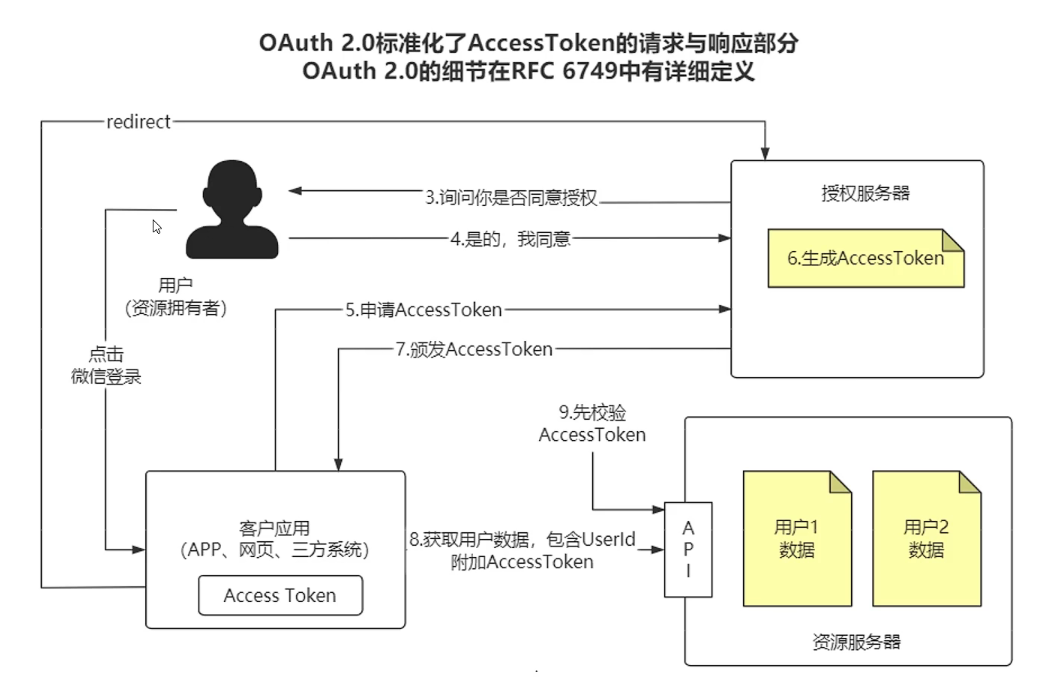 OAuth 2.0标准化了AccessToken的请求与响应部分
OAuth 2.0的细节在RFC 6749中有详细定义
redirect
3.询问你是否同意授权
授权服务器
4.是的，我同意
6.生成AccessToken
用户
（资源拥有者）
5.申请AccessToken
7.颁发AccessToken
点击
微信登录
9.先校验
AccessToken
客户应用
（APP、网页、三方系统）
Access Token
8.获取用户数据，包含UserId
附加AccessToken
A
P
I
用户1
数据
用户2
数据
资源服务器